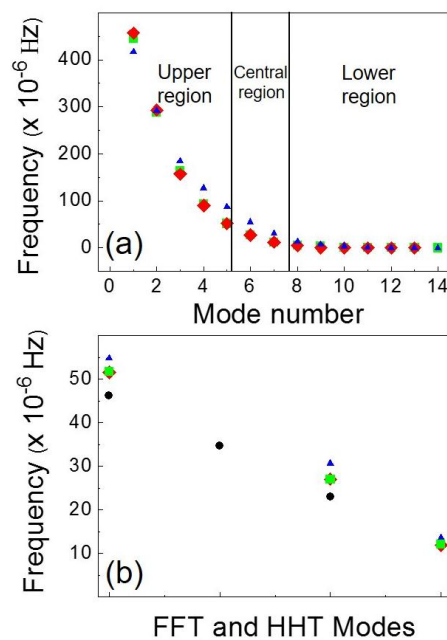 Frequency (x 10-6 Hz)
400
300
200
100
0
Upper
region
Central
region
Lower
region
(a)
0 2 4 6 8 10 12 14
Mode number
Frequency (x 10-6 Hz)
50
40
30
20
10
(b)
FFT and HHT Modes